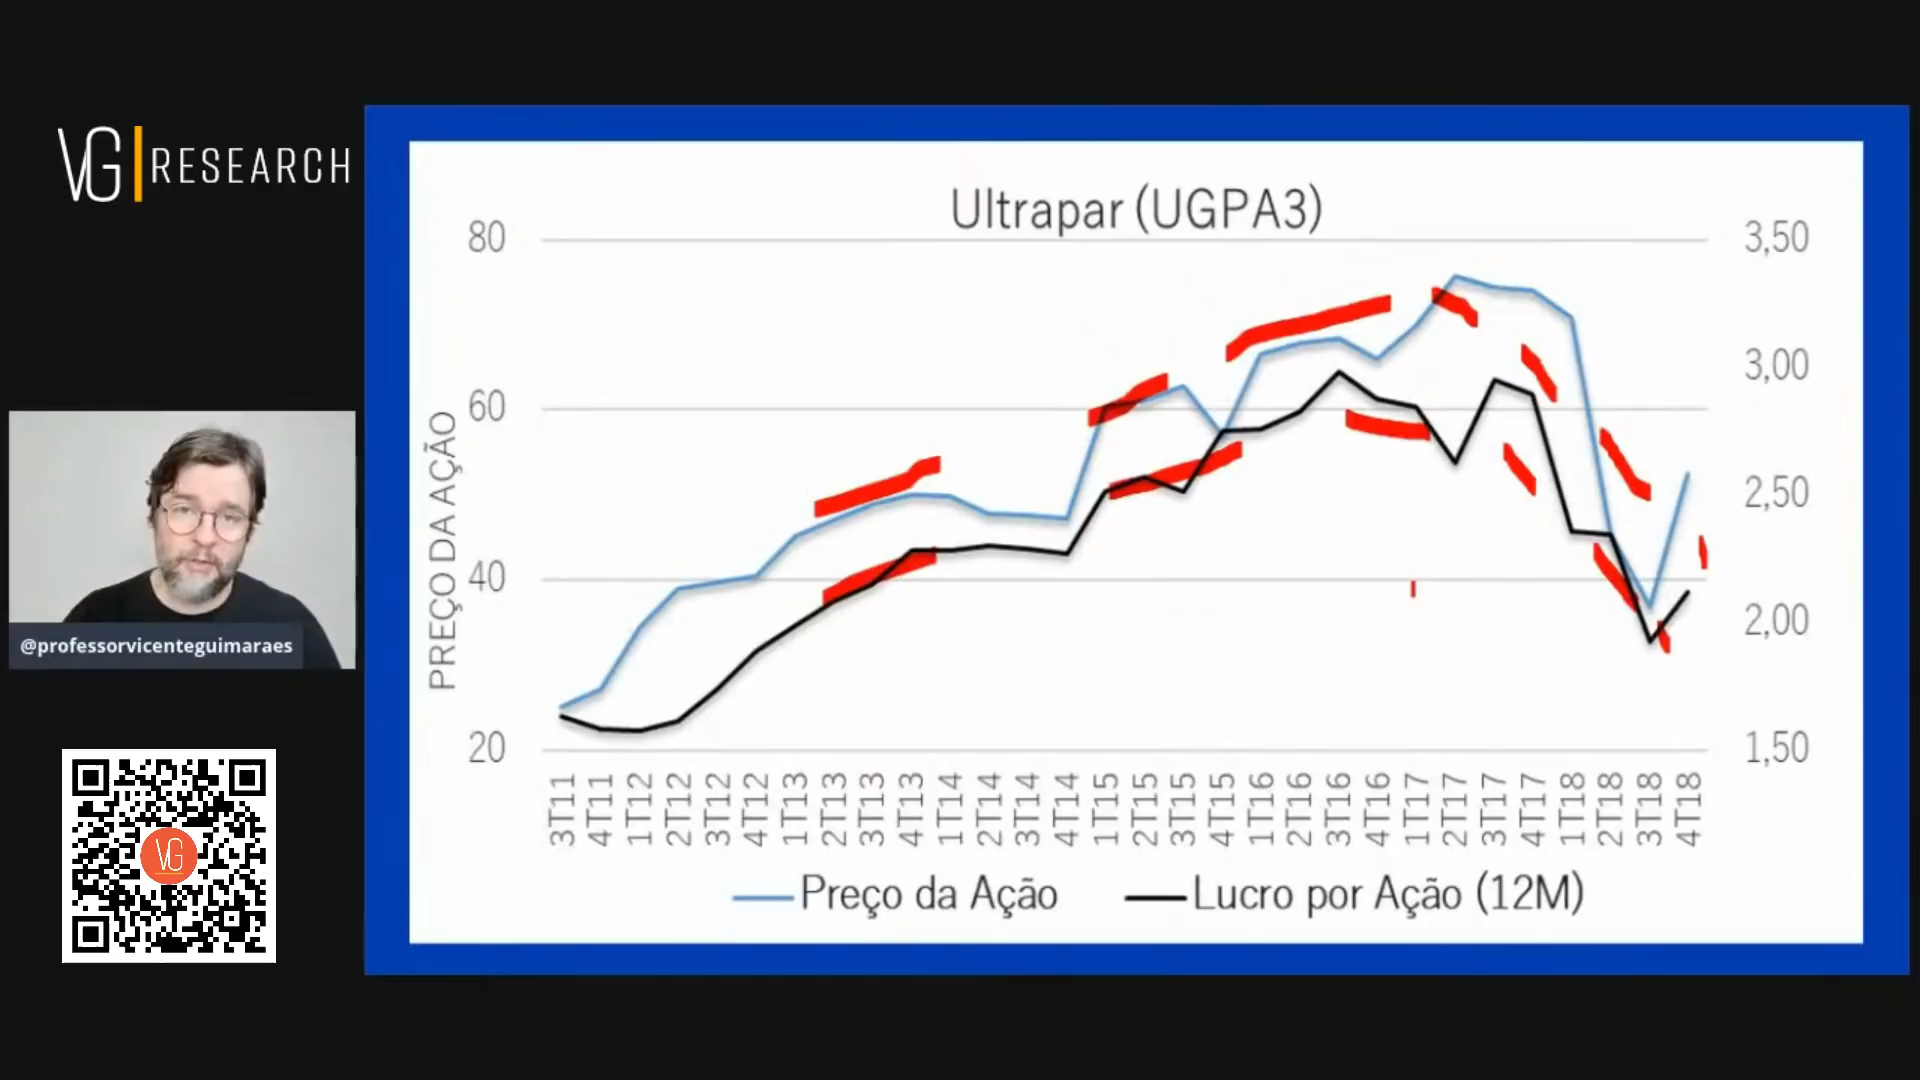 VG|RESEARCH
@professorvicenteguimaraes
VG
Ultrapar (UGPA3)
PREÇO DA AÇÃO
80
60
40
20
3,50
3,00
2,50
2,00
1,50
3T11 4T11 1T12 2T12 3T12 4T12 1T13 2T13 3T13 4T13 1T14 2T14 3T14 4T14 1T15 2T15 3T15 4T15 1T16 2T16 3T16 4T16 1T17 2T17 3T17 4T17 1T18 2T18 3T18 4T18
Preço da Ação Lucro por Ação (12M)